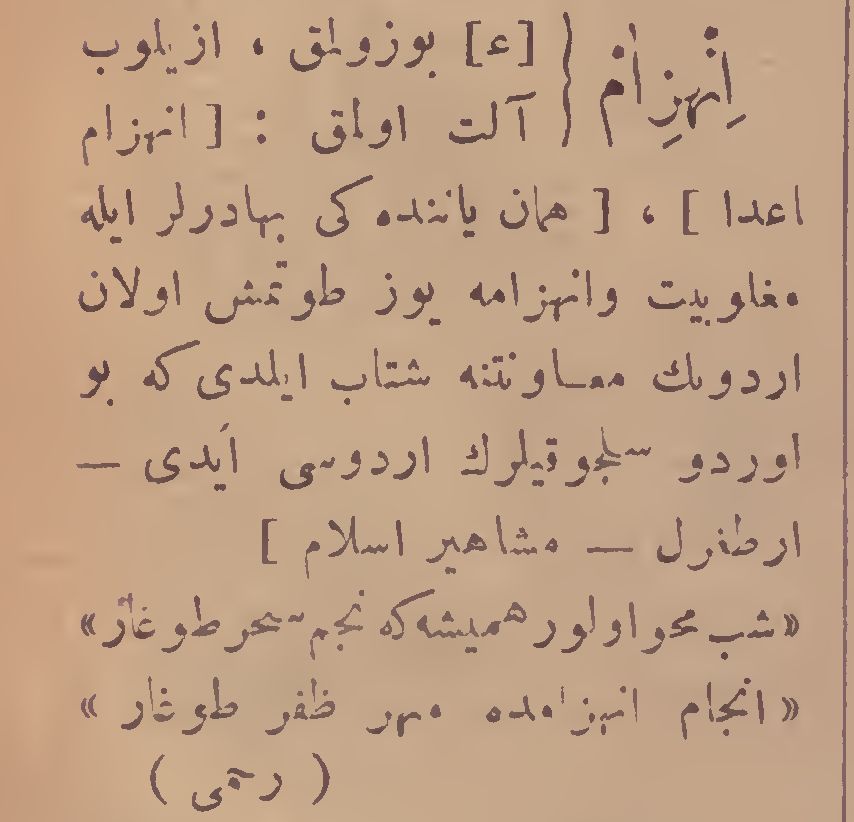 اِنْهِزام } [ء] بوزولمق ، ازیلوب
آلت اولمق : [ انهزام
اعدا ] ، [ همان یاننده کی بهادرلر ایله
مغلوبیت وانهزامه یوز طوتمش اولان
اردونك معاونتنه شتاب ایلدی که بو
اوردو سلجوقیلرك اردوسی ایدی —
ارطغرل — مشاهیر اسلام ]
«شب محو اولور همیشه که نجم سحر طوغار»
« انجام انهزامده مهر ظفر طوغار »
( رحمی )